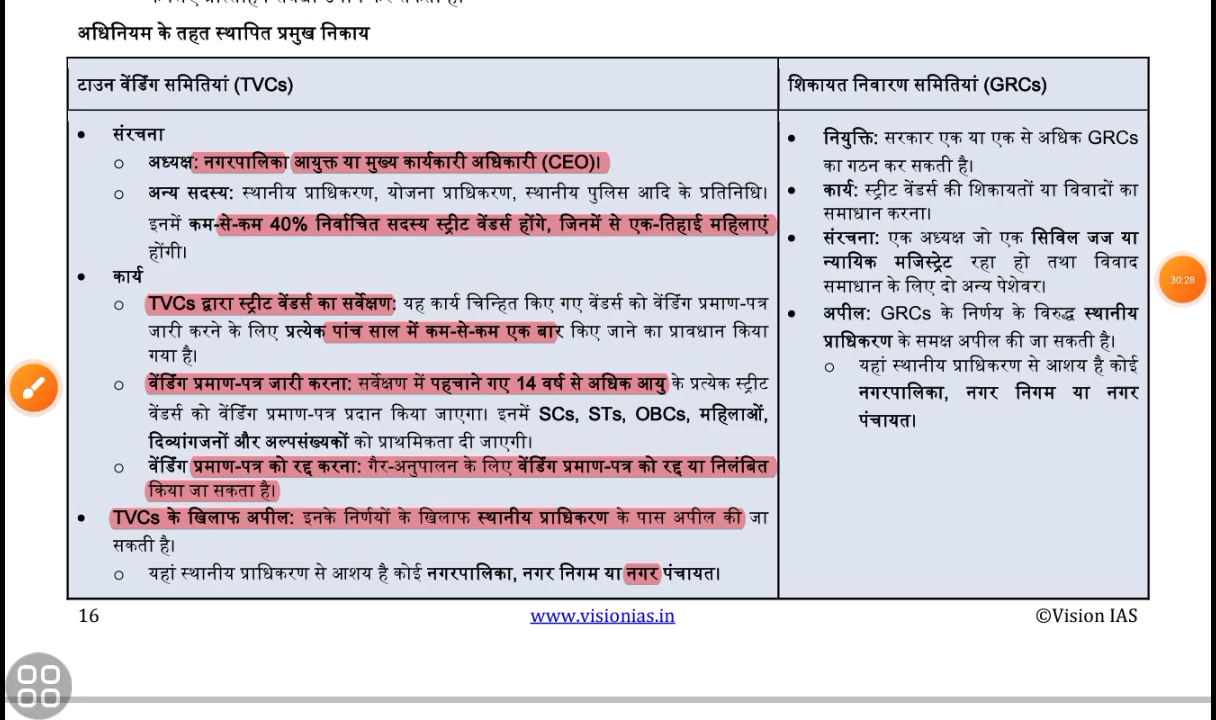 अधिनियम के तहत स्थापित प्रमुख निकाय
टाउन वेंडिंग समितियां (TVCs)
• संरचना
o अध्यक्ष: नगरपालिका आयुक्त या मुख्य कार्यकारी अधिकारी (CEO)।
o अन्य सदस्य: स्थानीय प्राधिकरण, योजना प्राधिकरण, स्थानीय पुलिस आदि के प्रतिनिधि।
इनमें कम-से-कम 40% निर्वाचित सदस्य स्ट्रीट वेंडर्स होंगे, जिनमें से एक-तिहाई महिलाएं
होंगी।
• कार्य
o TVCs द्वारा स्ट्रीट वेंडर्स का सर्वेक्षण: यह कार्य चिन्हित किए गए वेंडर्स को वेंडिंग प्रमाण-पत्र
जारी करने के लिए प्रत्येक पांच साल में कम-से-कम एक बार किए जाने का प्रावधान किया
गया है।
o वेंडिंग प्रमाण-पत्र जारी करना: सर्वेक्षण में पहचाने गए 14 वर्ष से अधिक आयु के प्रत्येक स्ट्रीट
वेंडर्स को वेंडिंग प्रमाण-पत्र प्रदान किया जाएगा। इनमें SCs, STs, OBCs, महिलाओं,
दिव्यांगजनों और अल्पसंख्यकों को प्राथमिकता दी जाएगी।
o वेंडिंग प्रमाण-पत्र को रद्द करना: गैर-अनुपालन के लिए वेंडिंग प्रमाण-पत्र को रद्द या निलंबित
किया जा सकता है।
• TVCs के खिलाफ अपील: इनके निर्णयों के खिलाफ स्थानीय प्राधिकरण के पास अपील की जा
सकती है।
o यहां स्थानीय प्राधिकरण से आशय है कोई नगरपालिका, नगर निगम या नगर पंचायत।
शिकायत निवारण समितियां (GRCs)
• नियुक्ति: सरकार एक या एक से अधिक GRCs
का गठन कर सकती है।
• कार्य: स्ट्रीट वेंडर्स की शिकायतों या विवादों का
समाधान करना।
• संरचना: एक अध्यक्ष जो एक सिविल जज या
न्यायिक मजिस्ट्रेट रहा हो तथा विवाद
समाधान के लिए दो अन्य पेशेवर।
• अपील: GRCs के निर्णय के विरुद्ध स्थानीय
प्राधिकरण के समक्ष अपील की जा सकती है।
o यहां स्थानीय प्राधिकरण से आशय है कोई
नगरपालिका, नगर निगम या नगर
पंचायत।
30:28
16
www.visionias.in
©Vision IAS